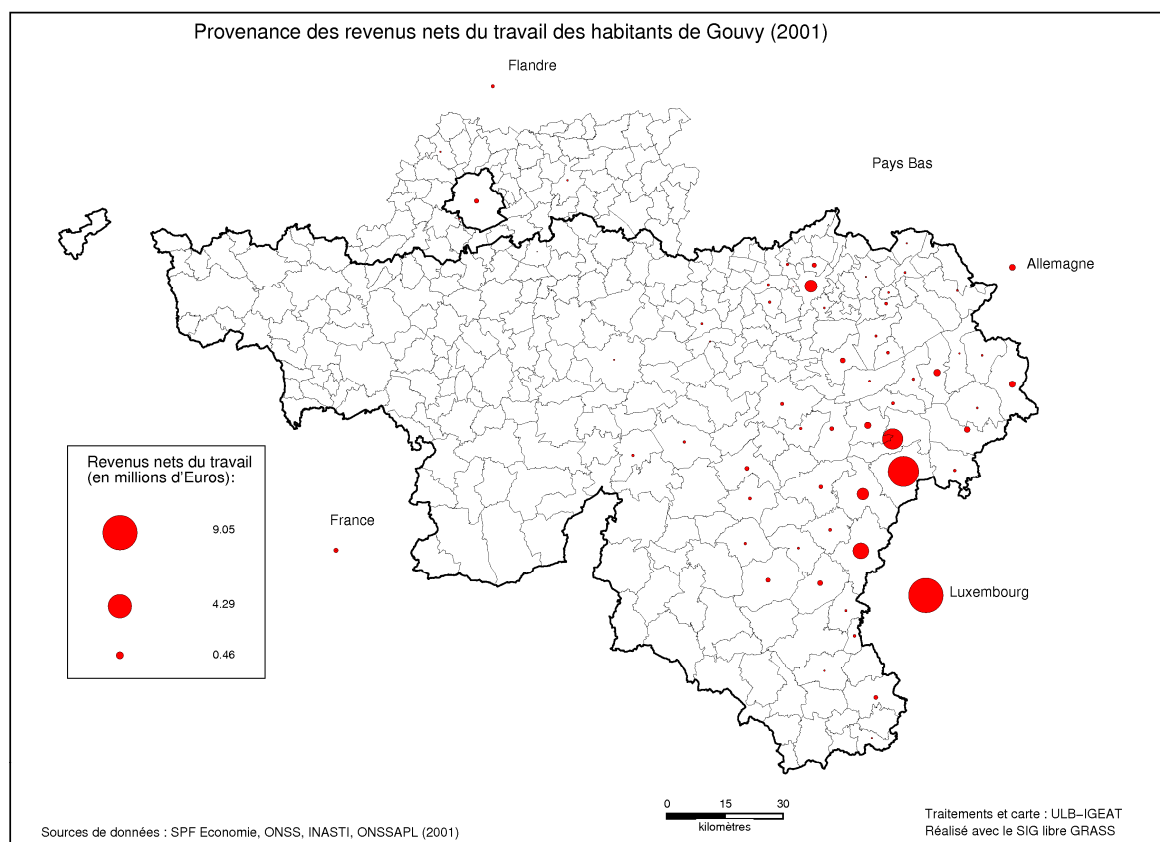 Provenance des revenus nets du travail des habitants de Gouvy (2001)
Flandre
Pays Bas
Allemagne
Revenus nets du travail
(en millions d'Euros):
9.05
4.29
0.46
France
Luxembourg
0 15 30
kilomètres
Sources de données : SPF Economie, ONSS, INASTI, ONSSAPL (2001)
Traitements et carte : ULB-IGEAT
Réalisé avec le SIG libre GRASS